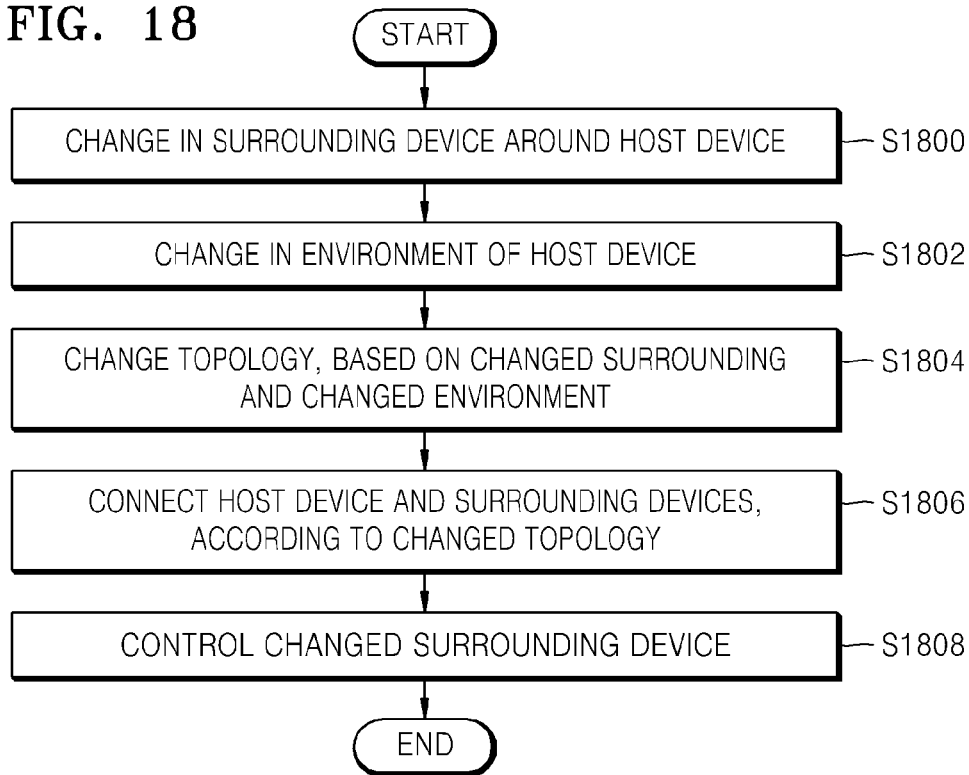 FIG. 18
START
CHANGE IN SURROUNDING DEVICE AROUND HOST DEVICE
S1800
CHANGE IN ENVIRONMENT OF HOST DEVICE
S1802
CHANGE TOPOLOGY, BASED ON CHANGED SURROUNDING
AND CHANGED ENVIRONMENT
S1804
CONNECT HOST DEVICE AND SURROUNDING DEVICES,
ACCORDING TO CHANGED TOPOLOGY
S1806
CONTROL CHANGED SURROUNDING DEVICE
S1808
END